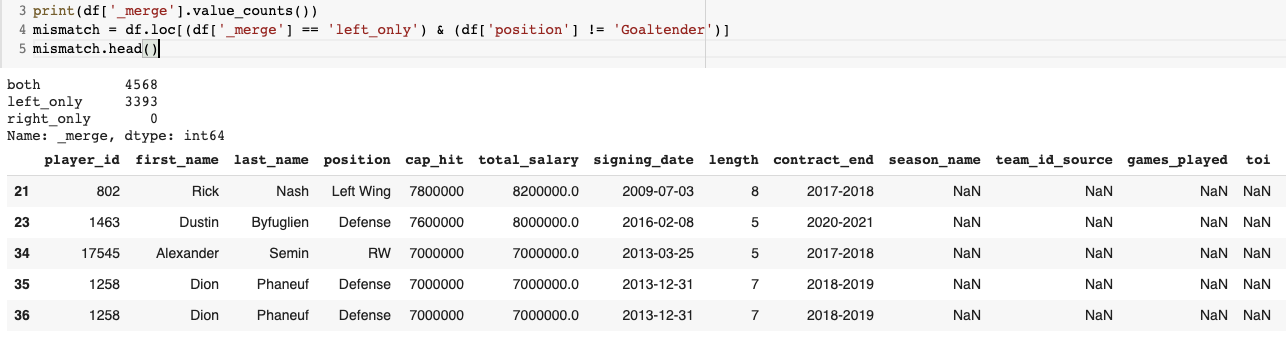 3 print(df['_merge'].value_counts())
4 mismatch = df.loc[(df['_merge'] == 'left_only') & (df['position'] != 'Goaltender')]
5 mismatch.head()
both 4568
left_only 3393
right_only 0
Name: _merge, dtype: int64
player_id first_name last_name position cap_hit total_salary signing_date length contract_end season_name team_id_source games_played toi
21 802 Rick Nash Left Wing 7800000 8200000.0 2009-07-03 8 2017-2018 NaN NaN NaN NaN
23 1463 Dustin Byfuglien Defense 7600000 8000000.0 2016-02-08 5 2020-2021 NaN NaN NaN NaN
34 17545 Alexander Semin RW 7000000 7000000.0 2013-03-25 5 2017-2018 NaN NaN NaN NaN
35 1258 Dion Phaneuf Defense 7000000 7000000.0 2013-12-31 7 2018-2019 NaN NaN NaN NaN
36 1258 Dion Phaneuf Defense 7000000 7000000.0 2013-12-31 7 2018-2019 NaN NaN NaN NaN